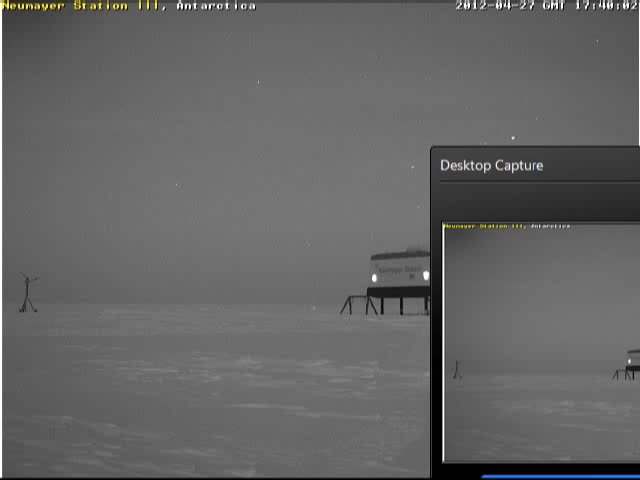 Neumayer Station III, Antarctica 2012-04-27 GMT 17:40:02
Desktop Capture
Neumayer Station III, Antarctica